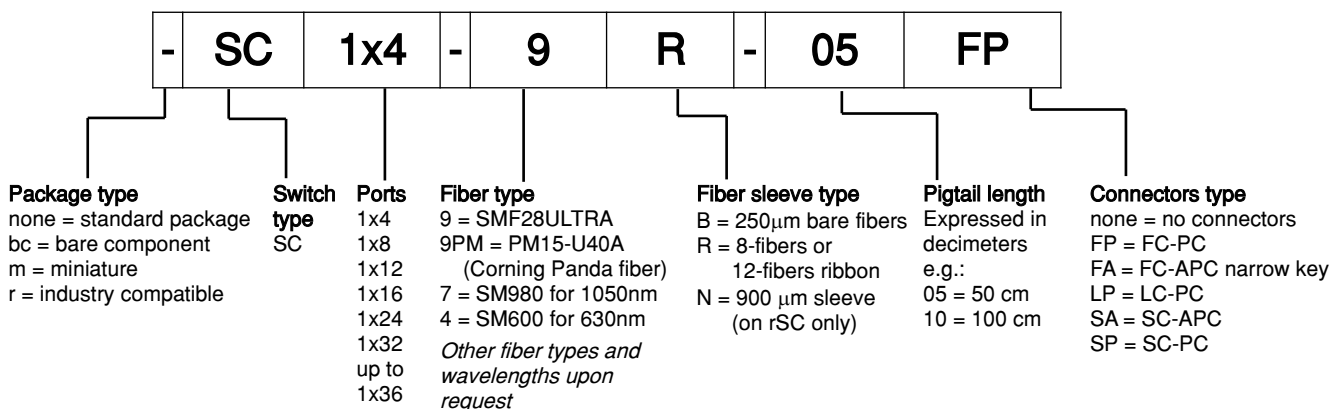 - SC 1x4 - 9 R - 05 FP
Package type
none = standard package
bc = bare component
m = miniature
r = industry compatible
Switch
type
SC
Ports
1x4
1x8
1x12
1x16
1x24
1x32
up to
1x36
Fiber type
9 = SMF28ULTRA
9PM = PM15-U40A
(Corning Panda fiber)
7 = SM980 for 1050nm
4 = SM600 for 630nm
Other fiber types and
wavelengths upon
request
Fiber sleeve type
B = 250µm bare fibers
R = 8-fibers or
12-fibers ribbon
N = 900 µm sleeve
(on rSC only)
Pigtail length
Expressed in
decimeters
e.g.:
05 = 50 cm
10 = 100 cm
Connectors type
none = no connectors
FP = FC-PC
FA = FC-APC narrow key
LP = LC-PC
SA = SC-APC
SP = SC-PC